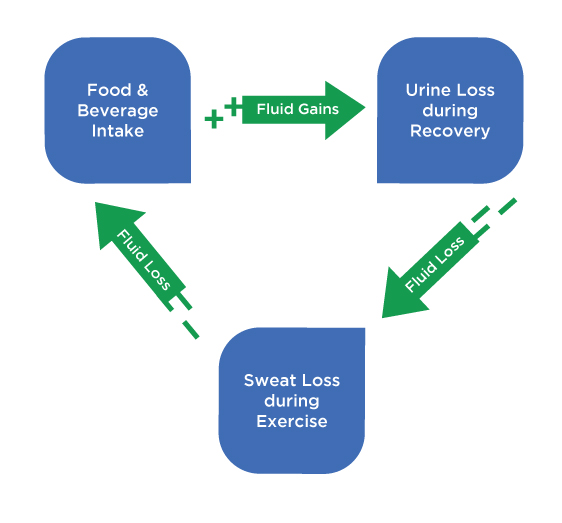 Food &
Beverage
Intake
++ Fluid Gains
Urine Loss
during
Recovery
Fluid Loss
Fluid Loss
Sweat Loss
during
Exercise